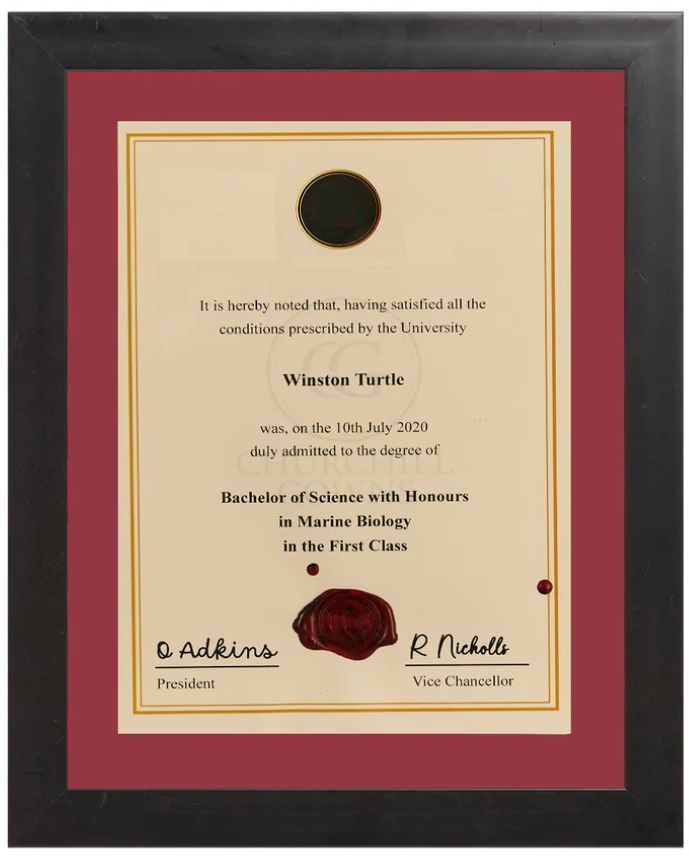 It is hereby noted that, having satisfied all the
conditions prescribed by the University
Winston Turtle
was, on the 10th July 2020
duly admitted to the degree of
CHURCHILL
GOWNS
Bachelor of Science with Honours
in Marine Biology
in the First Class
O Adkins
R Nicholls
President
Vice Chancellor